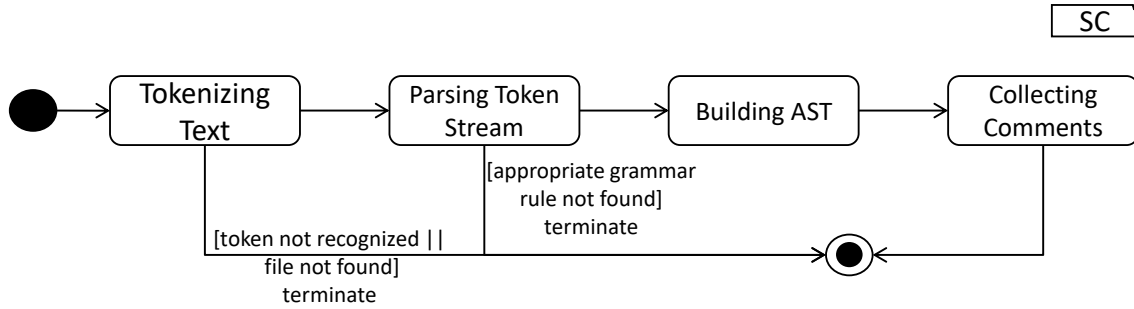 SC
Tokenizing
Text
Parsing Token
Stream
Building AST
Collecting
Comments
[appropriate grammar
rule not found]
terminate
[token not recognized ||
file not found]
terminate